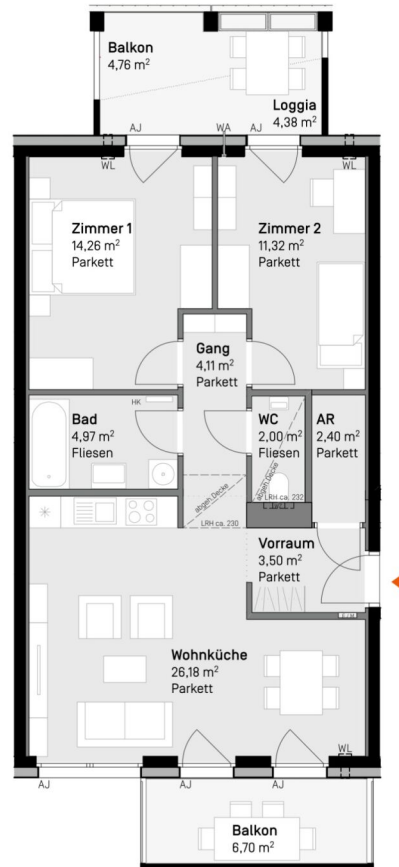 Balkon
4,76 m²
Loggia
4,38 m²
AJ
WA
AJ
WL
WL
Zimmer 1
14,26 m²
Parkett
Zimmer 2
11,32 m²
Parkett
Gang
4,11 m²
Parkett
HK
Bad
4,97 m²
Fliesen
WC
2,00 m²
Fliesen
AR
2,40 m²
Parkett
abgeh Decke
LRH ca. 232
abgeh Decke
LRH ca. 230
Vorraum
3,50 m²
Parkett
Wohnküche
26,18 m²
Parkett
WL
AJ
AJ
AJ
Balkon
6,70 m²